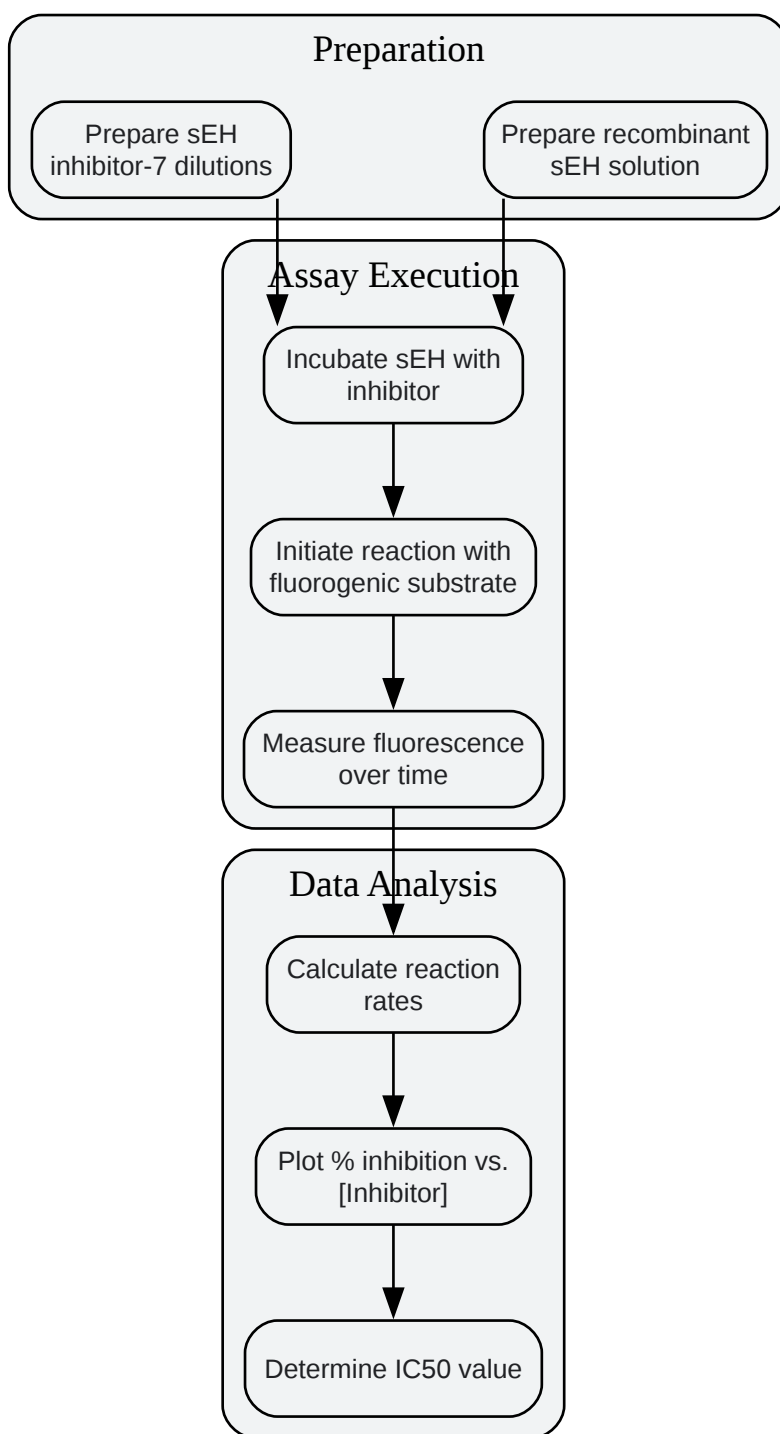 Preparation
Prepare sEH
inhibitor-7 dilutions
Prepare recombinant
sEH solution
Assay Execution
Incubate sEH with
inhibitor
Initiate reaction with
fluorogenic substrate
Measure fluorescence
over time
Data Analysis
Calculate reaction
rates
Plot % inhibition vs.
[Inhibitor]
Determine IC50 value